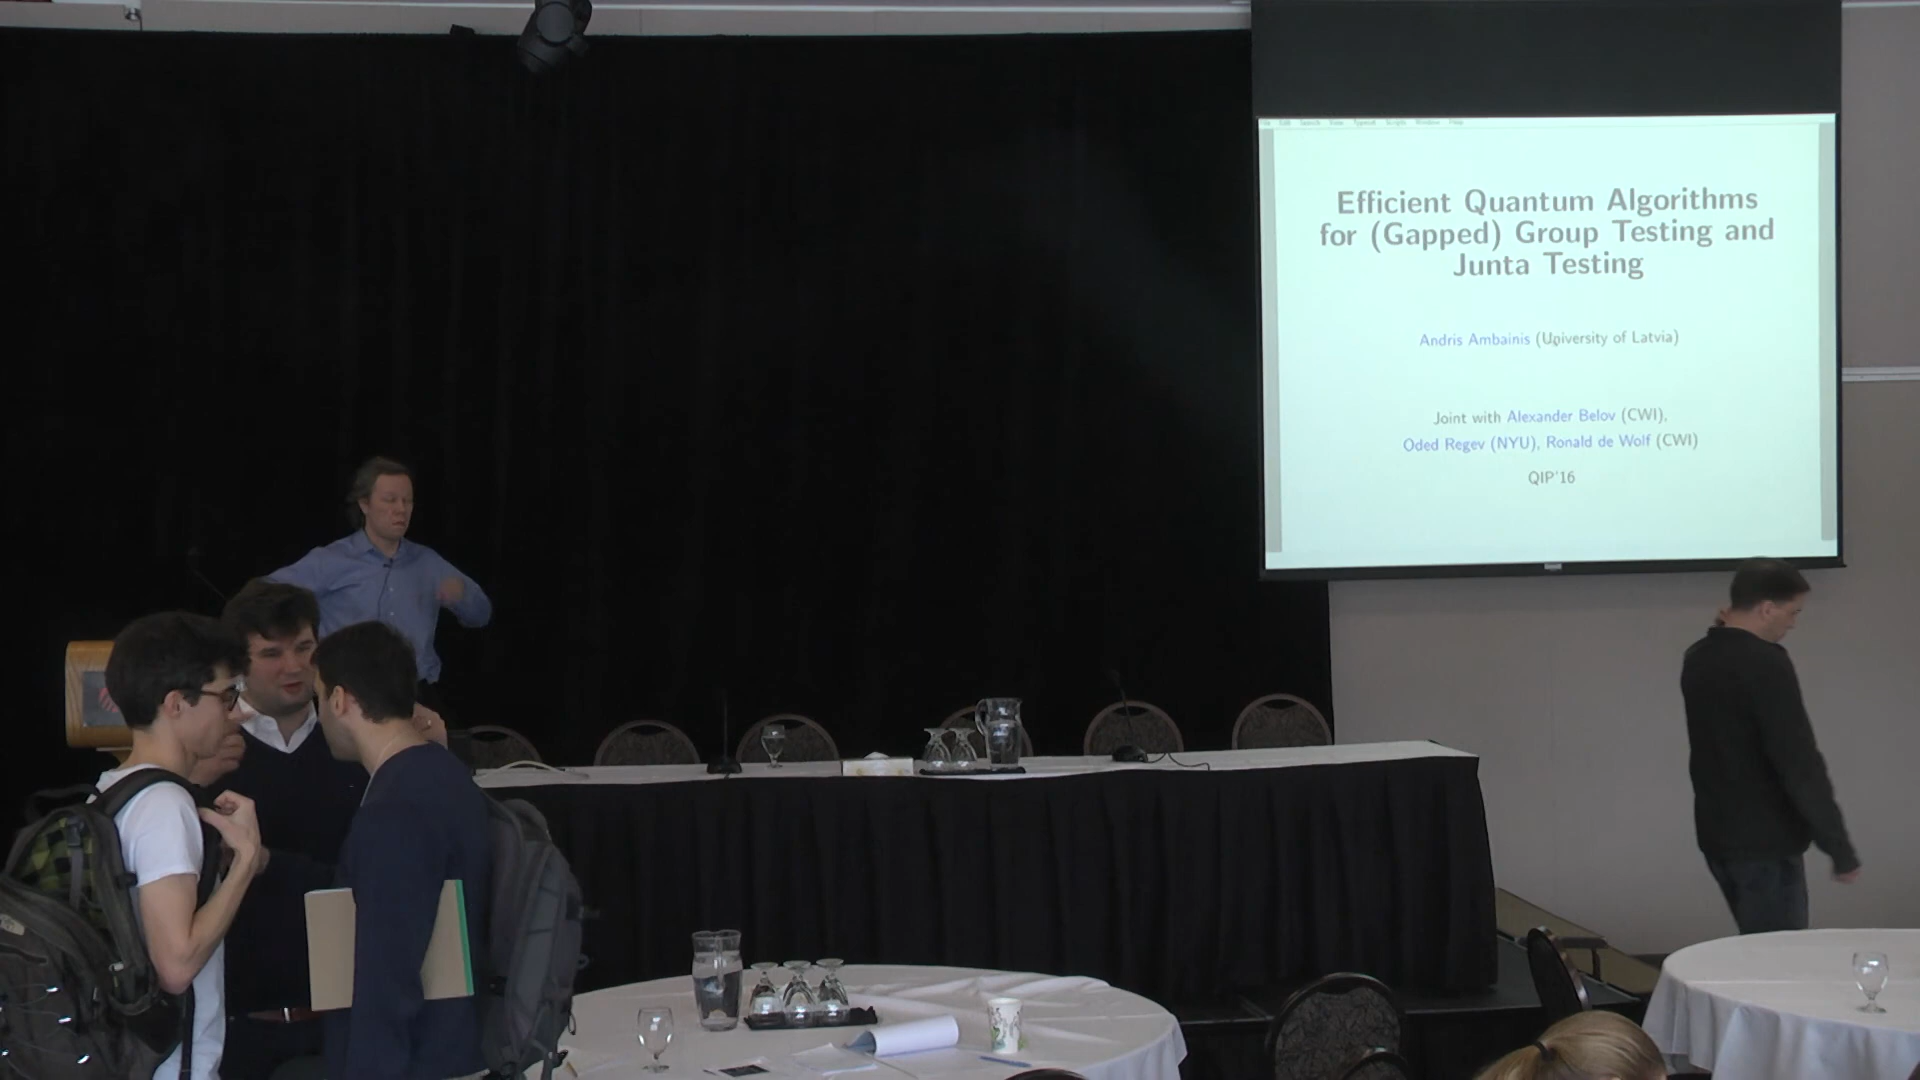 Efficient Quantum Algorithms
for (Gapped) Group Testing and
Junta Testing
Andris Ambainis (University of Latvia)
Joint with Alexander Belov (CWI),
Oded Regev (NYU), Ronald de Wolf (CWI)
QIP'16